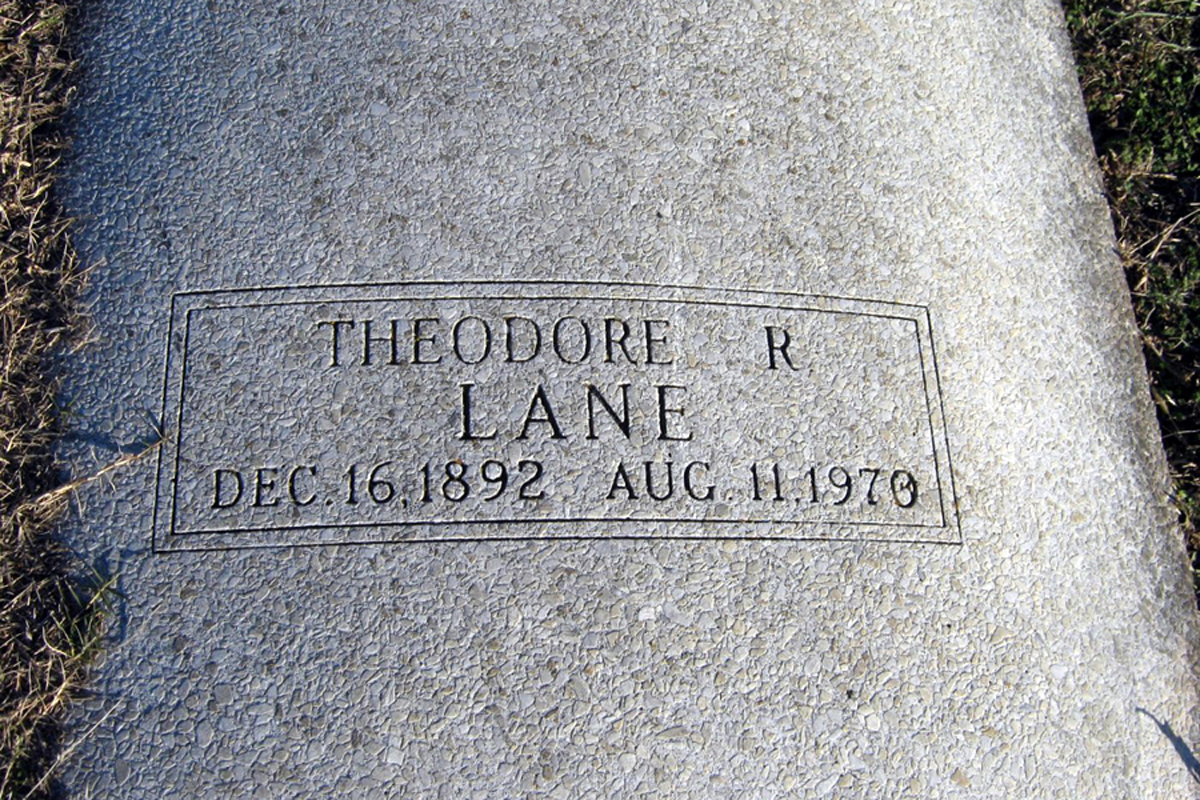 THEODORE R
LANE
DEC. 16, 1892 AUG. 11, 1970